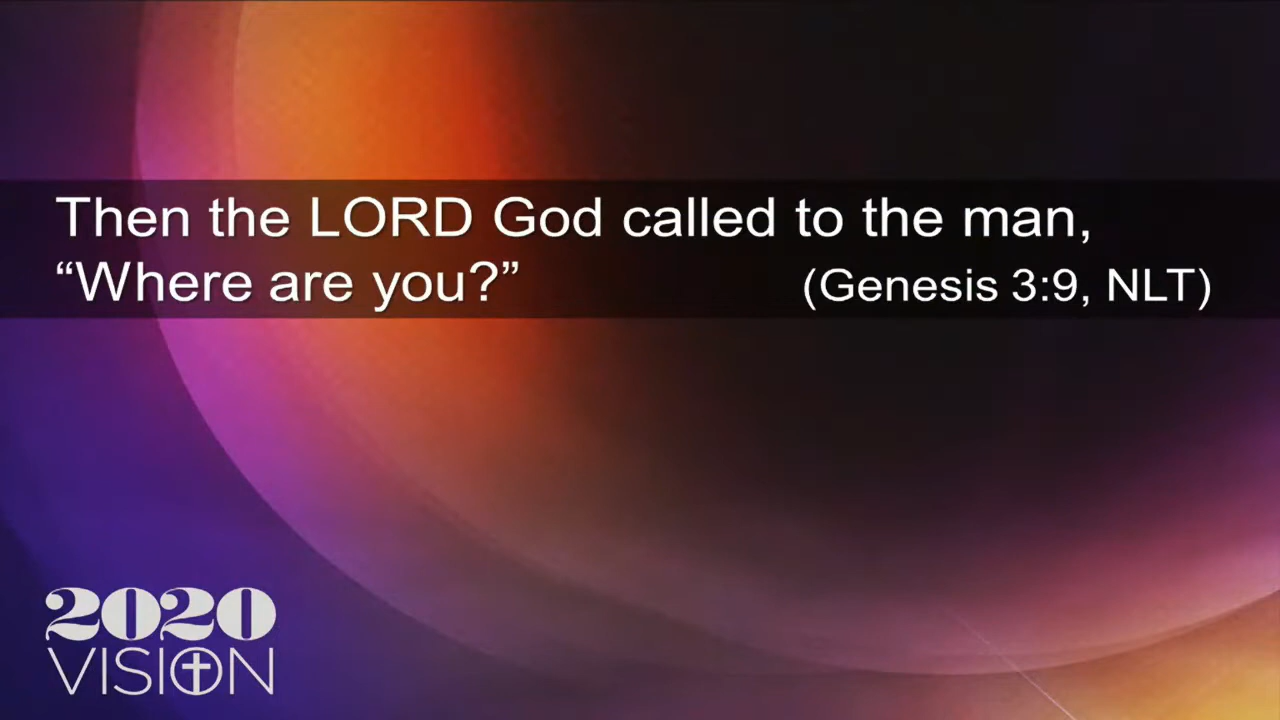 Then the LORD God called to the man,
“Where are you?” (Genesis 3:9, NLT)
2020
VISION